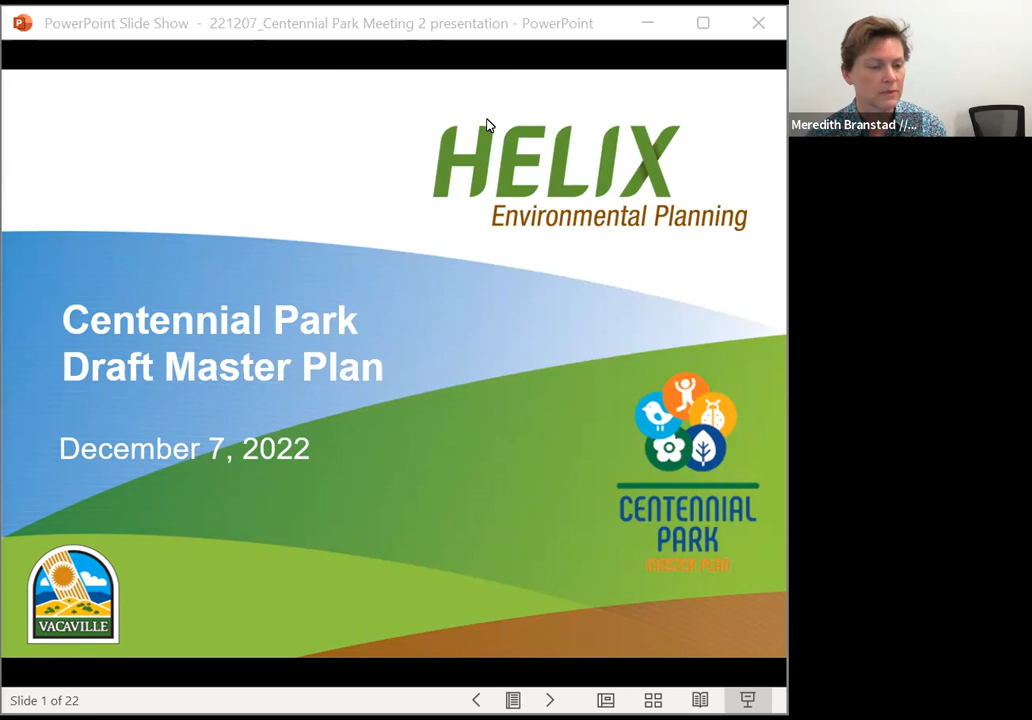 PowerPoint Slide Show - 221207_Centennial Park Meeting 2 presentation - PowerPoint
Meredith Branstad //...
HELIX
Environmental Planning
Centennial Park
Draft Master Plan
December 7, 2022
CENTENNIAL
PARK
MASTER PLAN
VACAVILLE
Slide 1 of 22